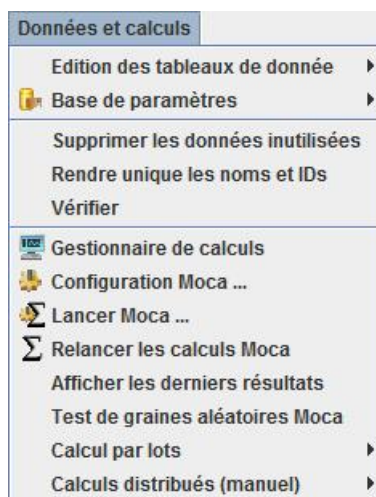 Données et calculs
Edition des tableaux de donnée
Base de paramètres
Supprimer les données inutilisées
Rendre unique les noms et IDs
Vérifier
Gestionnaire de calculs
Configuration Moca ...
Lancer Moca ...
Relancer les calculs Moca
Afficher les derniers résultats
Test de graines aléatoires Moca
Calcul par lots
Calculs distribués (manuel)